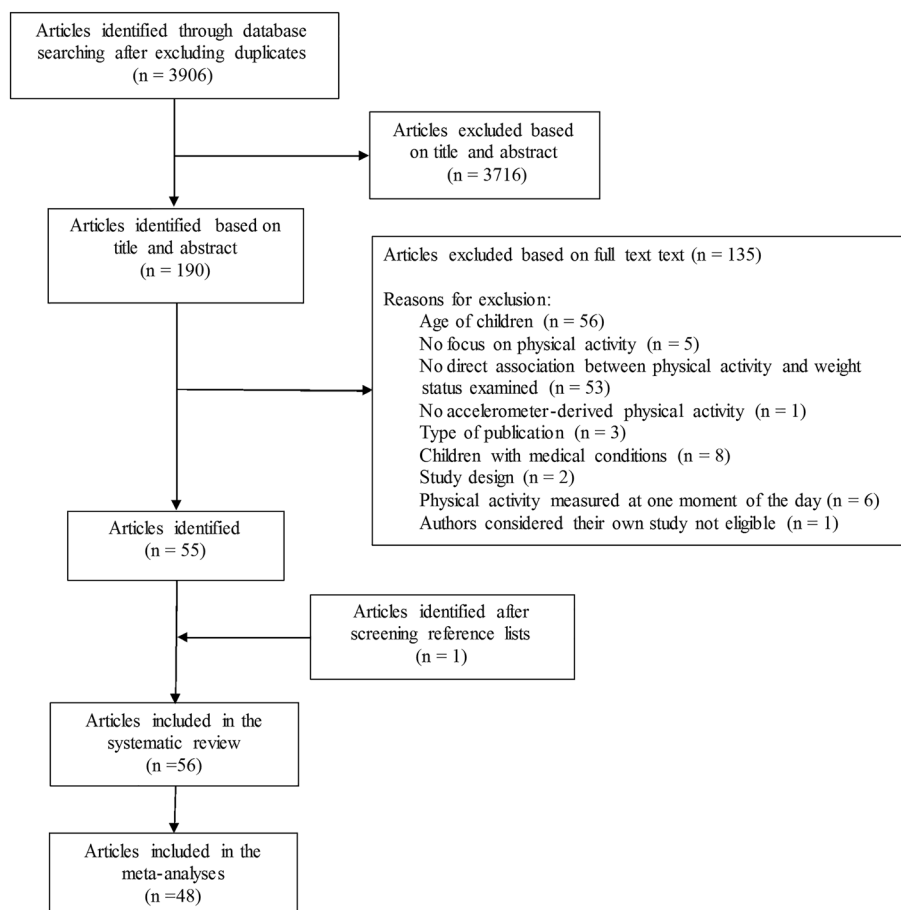 Articles identified through database
searching after excluding duplicates
(n = 3906)
Articles excluded based
on title and abstract
(n = 3716)
Articles identified based on
title and abstract
(n = 190)
Articles excluded based on full text text (n = 135)
Reasons for exclusion:
Age of children (n = 56)
No focus on physical activity (n = 5)
No direct association between physical activity and weight
status examined (n = 53)
No accelerometer-derived physical activity (n = 1)
Type of publication (n = 3)
Children with medical conditions (n = 8)
Study design (n = 2)
Physical activity measured at one moment of the day (n = 6)
Authors considered their own study not eligible (n = 1)
Articles identified
(n = 55)
Articles identified after
screening reference lists
(n = 1)
Articles included in the
systematic review
(n =56)
Articles included in the
meta-analyses
(n =48)